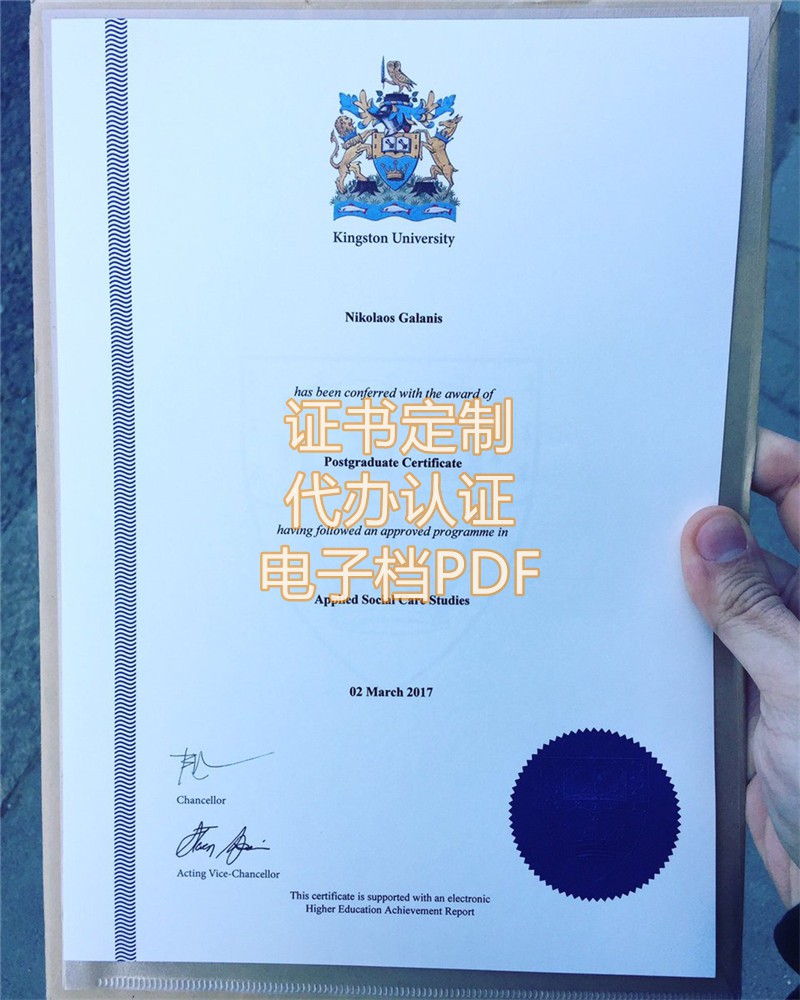 Kingston University
Nikolaos Galanis
has been conferred with the award of
证书定制
Postgraduate Certificate
代办认证
having followed an approved programme in
电子档PDF
Applied Social Care Studies
02 March 2017
Chancellor
Acting Vice-Chancellor
This certificate is supported with an electronic
Higher Education Achievement Report